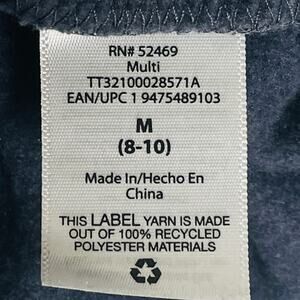 RN# 52469
Multi
TT32100028571A
EAN/UPC 1 9475489103
M
(8-10)
Made In/Hecho En
China
THIS LABEL YARN IS MADE
OUT OF 100% RECYCLED
POLYESTER MATERIALS